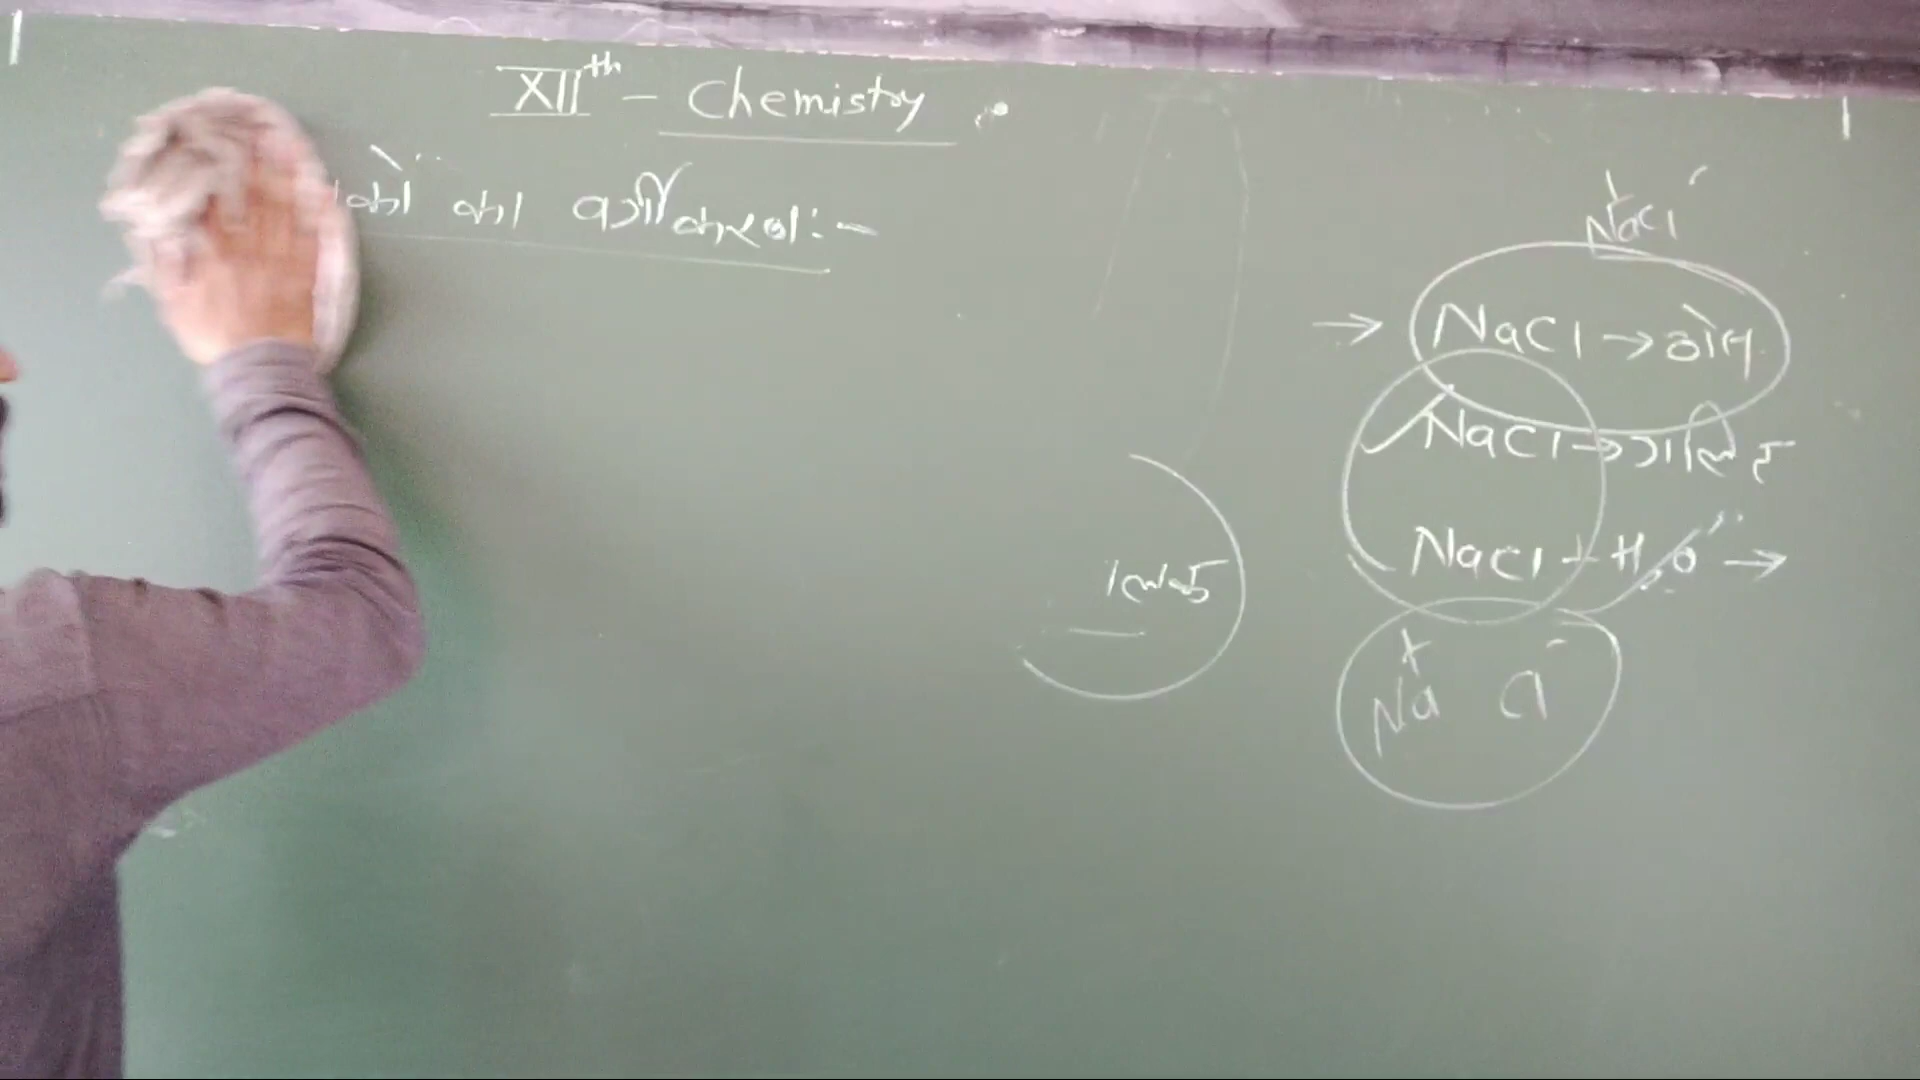 XIIth - Chemistry
का वर्गीकरण :-
NaCl
NaCl → ठोस
NaCl → गलित
NaCl + H2O →
Na+ Cl-